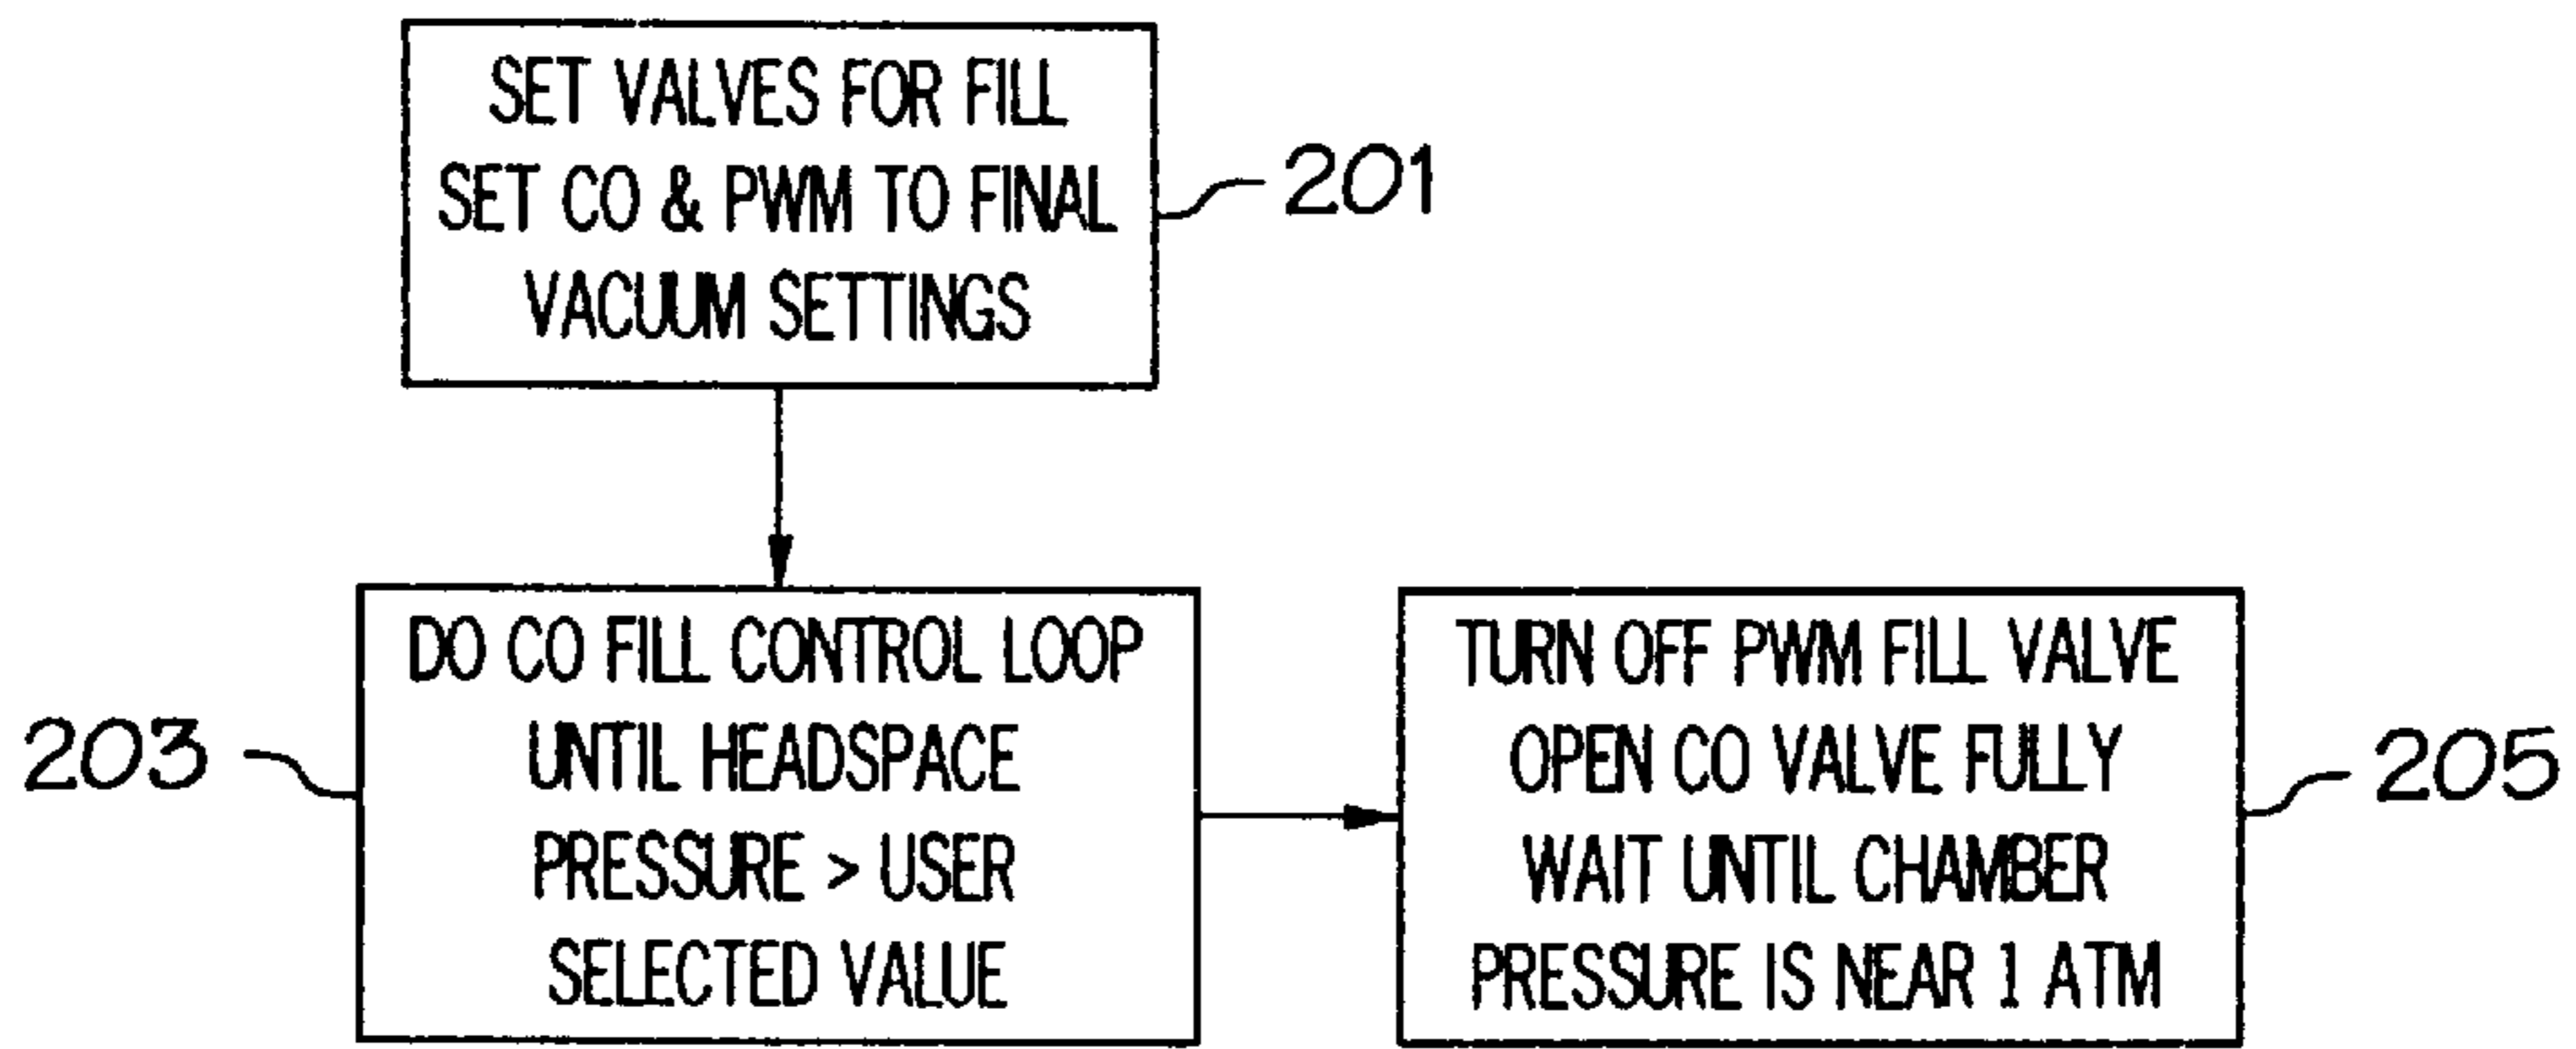 SET VALVES FOR FILL
SET CO & PWM TO FINAL
VACUUM SETTINGS
201
DO CO FILL CONTROL LOOP
UNTIL HEADSPACE
PRESSURE > USER
SELECTED VALUE
203
TURN OFF PWM FILL VALVE
OPEN CO VALVE FULLY
WAIT UNTIL CHAMBER
PRESSURE IS NEAR 1 ATM
205